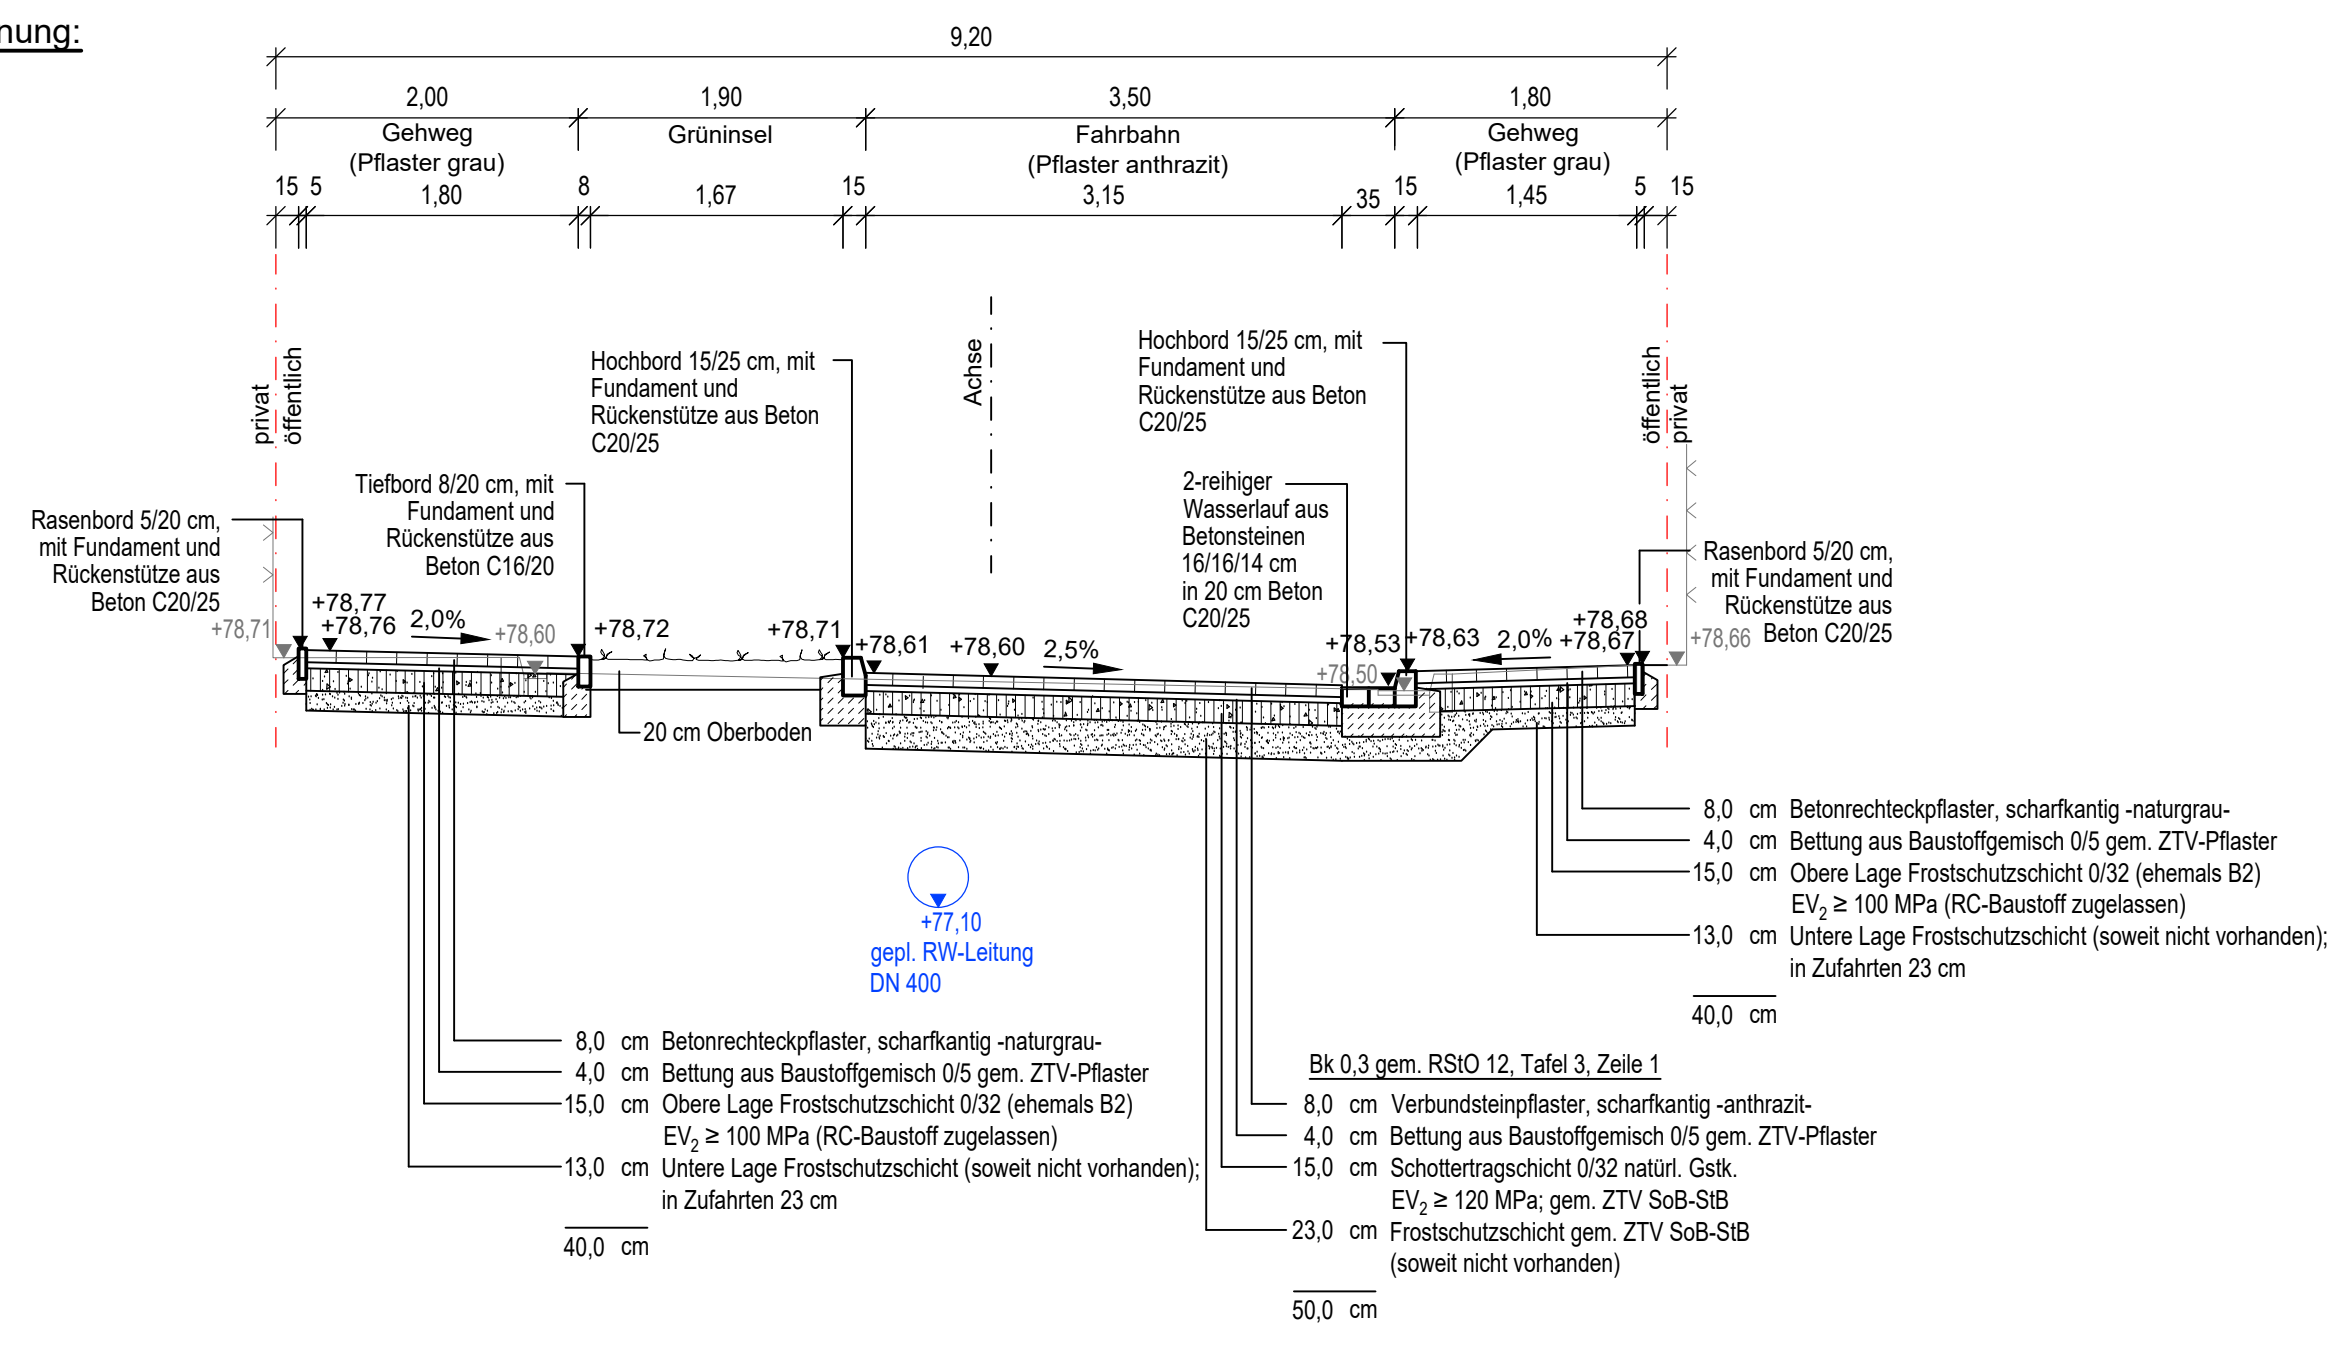 nung:
9,20
2,00 1,90 3,50 1,80
Gehweg
(Pflaster grau)
Grüninsel
Fahrbahn
(Pflaster anthrazit)
Gehweg
(Pflaster grau)
15 5 1,80 8 1,67 15 3,15 35 15 1,45 5 15
privat
öffentlich
Achse
öffentlich
privat
Rasenbord 5/20 cm,
mit Fundament und
Rückenstütze aus
Beton C20/25
Tiefbord 8/20 cm, mit
Fundament und
Rückenstütze aus
Beton C16/20
Hochbord 15/25 cm, mit
Fundament und
Rückenstütze aus Beton
C20/25
Hochbord 15/25 cm, mit
Fundament und
Rückenstütze aus Beton
C20/25
2-reihiger
Wasserlauf aus
Betonsteinen
16/16/14 cm
in 20 cm Beton
C20/25
Rasenbord 5/20 cm,
mit Fundament und
Rückenstütze aus
Beton C20/25
+78,71
+78,77
+78,76
2,0%
+78,60
+78,72
+78,71
+78,61
+78,60
2,5%
+78,53
+78,50
+78,63
2,0%
+78,68
+78,67
+78,66
20 cm Oberboden
+77,10
gepl. RW-Leitung
DN 400
8,0 cm Betonrechteckpflaster, scharfkantig -naturgrau-
4,0 cm Bettung aus Baustoffgemisch 0/5 gem. ZTV-Pflaster
15,0 cm Obere Lage Frostschutzschicht 0/32 (ehemals B2)
EV2 ≥ 100 MPa (RC-Baustoff zugelassen)
13,0 cm Untere Lage Frostschutzschicht (soweit nicht vorhanden);
in Zufahrten 23 cm
40,0 cm
8,0 cm Betonrechteckpflaster, scharfkantig -naturgrau-
4,0 cm Bettung aus Baustoffgemisch 0/5 gem. ZTV-Pflaster
15,0 cm Obere Lage Frostschutzschicht 0/32 (ehemals B2)
EV2 ≥ 100 MPa (RC-Baustoff zugelassen)
13,0 cm Untere Lage Frostschutzschicht (soweit nicht vorhanden);
in Zufahrten 23 cm
40,0 cm
Bk 0,3 gem. RStO 12, Tafel 3, Zeile 1
8,0 cm Verbundsteinpflaster, scharfkantig -anthrazit-
4,0 cm Bettung aus Baustoffgemisch 0/5 gem. ZTV-Pflaster
15,0 cm Schottertragschicht 0/32 natürl. Gstk.
EV2 ≥ 120 MPa; gem. ZTV SoB-StB
23,0 cm Frostschutzschicht gem. ZTV SoB-StB
(soweit nicht vorhanden)
50,0 cm